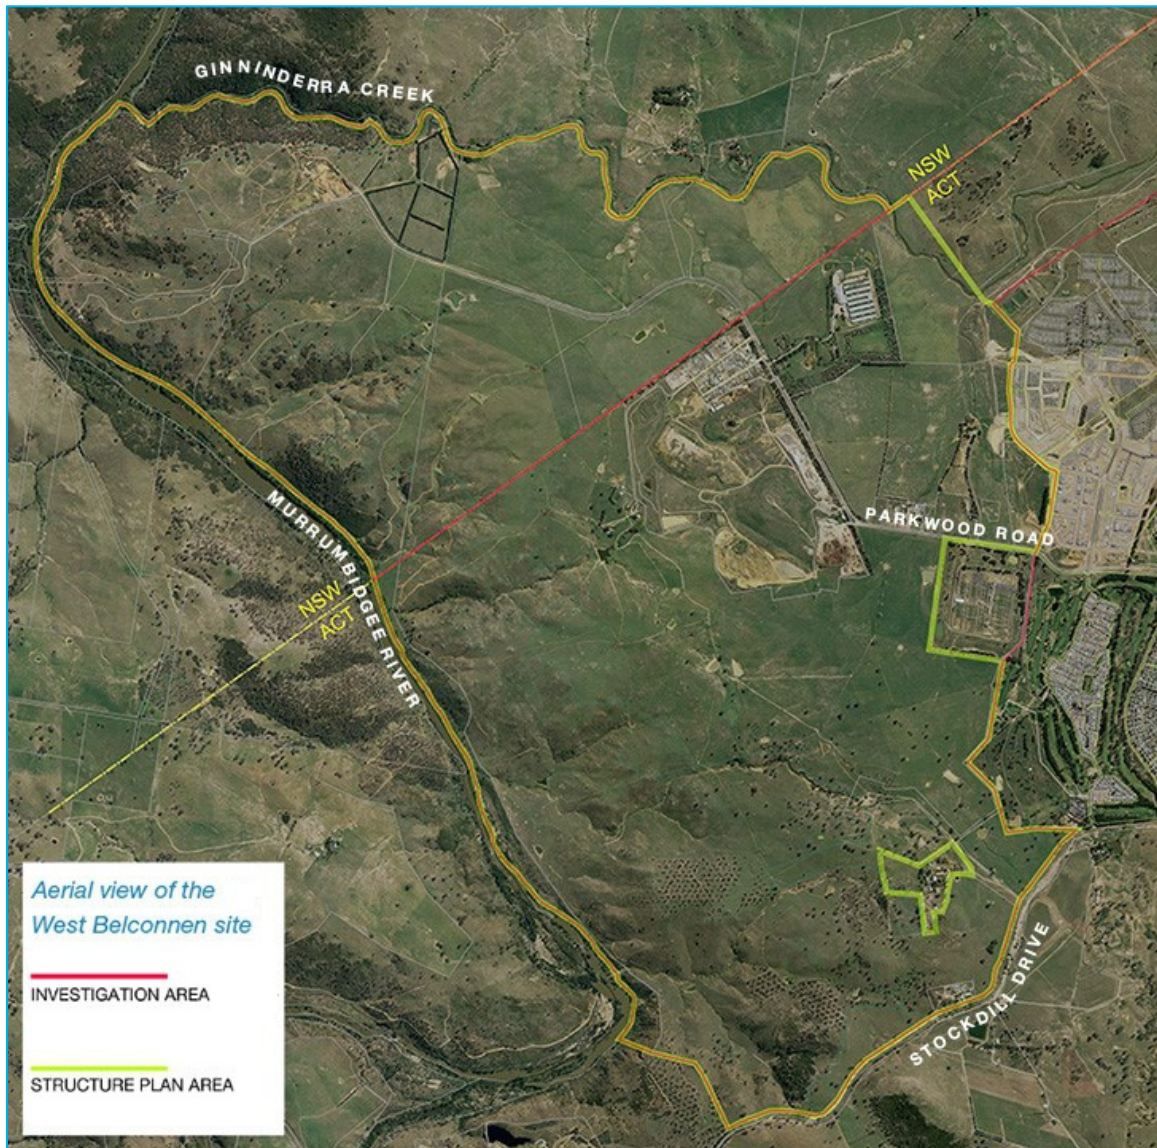 GINNINDERRA CREEK
NSW
ACT
PARKWOOD ROAD
MURRUMBIDGEE RIVER
NSW
ACT
STOCKDILL DRIVE
Aerial view of the
West Belconnen site
INVESTIGATION AREA
STRUCTURE PLAN AREA